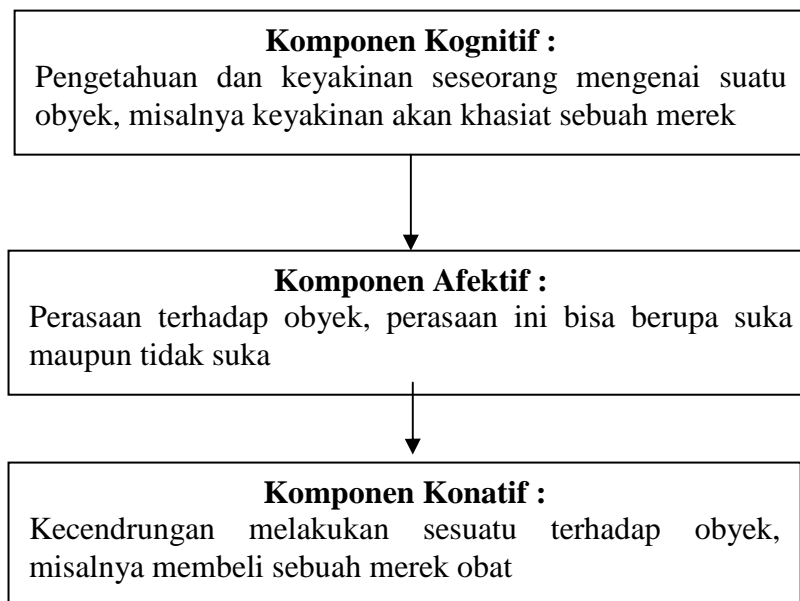 Komponen Kognitif :
Pengetahuan dan keyakinan seseorang mengenai suatu
obyek, misalnya keyakinan akan khasiat sebuah merek
Komponen Afektif :
Perasaan terhadap obyek, perasaan ini bisa berupa suka
maupun tidak suka
Komponen Konatif :
Kecendrungan melakukan sesuatu terhadap obyek,
misalnya membeli sebuah merek obat